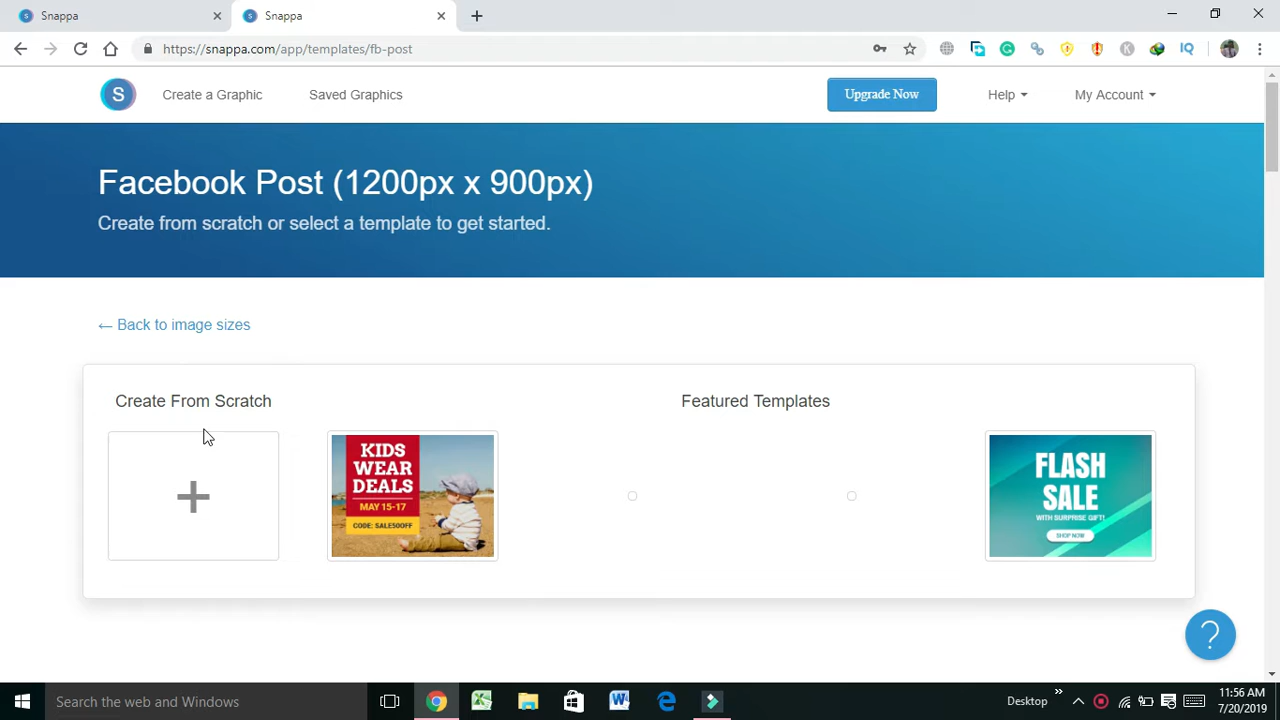 Snappa
Snappa
https://snappa.com/app/templates/fb-post
IQ
S
Create a Graphic
Saved Graphics
Upgrade Now
Help
My Account
Facebook Post (1200px x 900px)
Create from scratch or select a template to get started.
← Back to image sizes
Create From Scratch
Featured Templates
KIDS
WEAR
DEALS
MAY 15-17
CODE: SALE50OFF
FLASH
SALE
WITH SURPRISE GIFT!
SHOP NOW
?
Search the web and Windows
Desktop
11:56 AM
7/20/2019